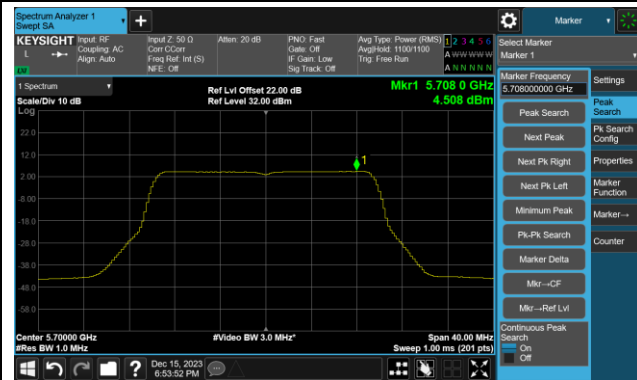 Spectrum Analyzer 1
Swept SA
+
Marker
KEYSIGHT
L
LXI
Input: RF
Coupling: AC
Align: Auto
Input Z: 50 Ω
Corr CCorr
Freq Ref: Int (S)
NFE: Off
Atten: 20 dB
PNO: Fast
Gate: Off
IF Gain: Low
Sig Track: Off
Avg Type: Power (RMS)
Avg|Hold: 1100/1100
Trig: Free Run
1 2 3 4 5 6
A W W W W W
A N N N N N
Select Marker
Marker 1
1 Spectrum
Scale/Div 10 dB
Log
Ref Lvl Offset 22.00 dB
Ref Level 32.00 dBm
Mkr1 5.708 0 GHz
4.508 dBm
22.0
12.0
2.00
-8.00
-18.0
-28.0
-38.0
-48.0
-58.0
1
Center 5.70000 GHz
#Res BW 1.0 MHz
#Video BW 3.0 MHz*
Span 40.00 MHz
Sweep 1.00 ms (201 pts)
Marker Frequency
5.708000000 GHz
Peak Search
Next Peak
Next Pk Right
Next Pk Left
Minimum Peak
Pk-Pk Search
Marker Delta
Mkr→CF
Mkr→Ref Lvl
Continuous Peak
Search
On
Off
Settings
Peak
Search
Pk Search
Config
Properties
Marker
Function
Marker→
Counter
?
Dec 15, 2023
6:53:52 PM